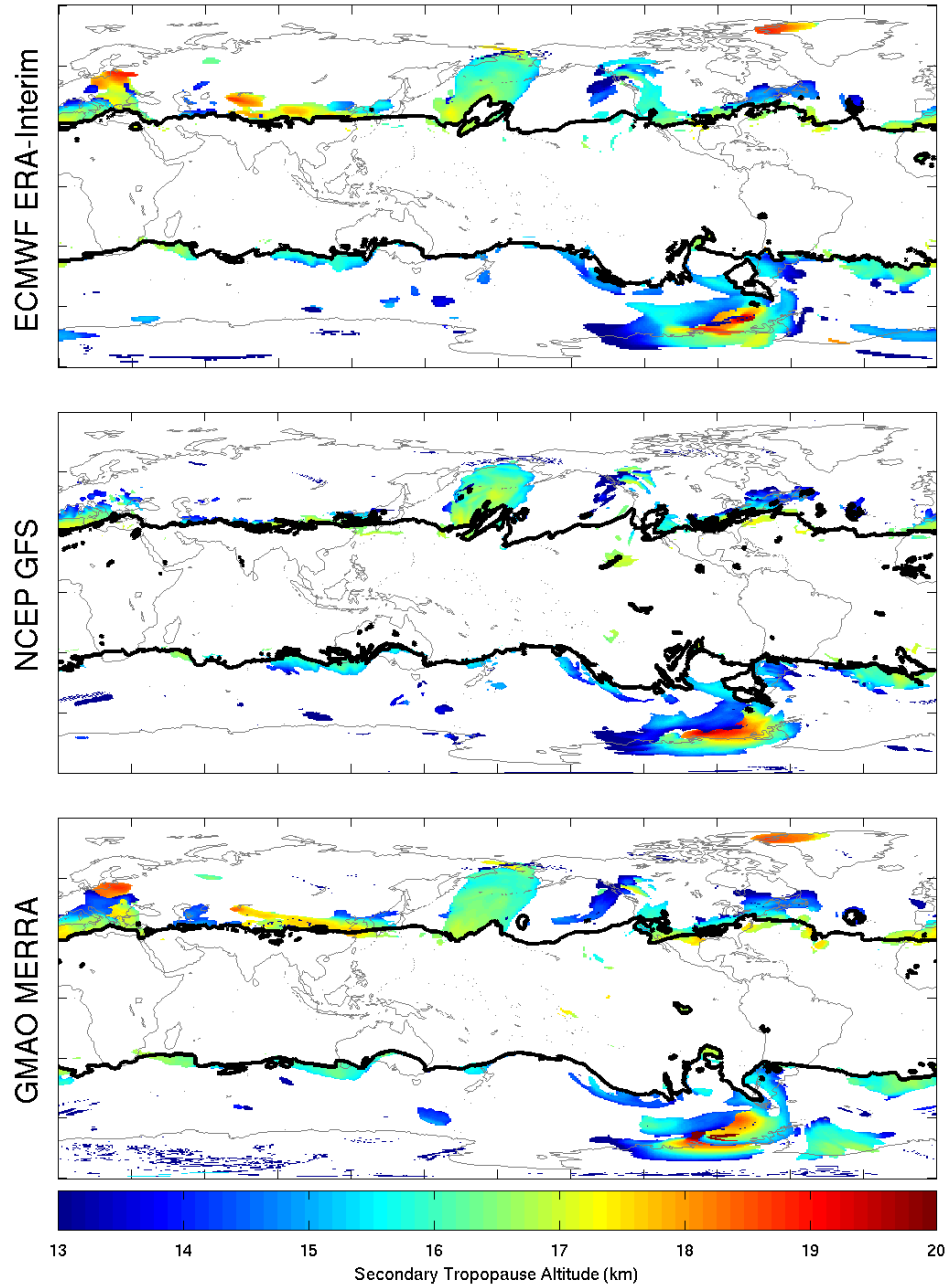 ECMWF ERA-Interim
NCEP GFS
GMAO MERRA
13 14 15 16 17 18 19 20
Secondary Tropopause Altitude (km)